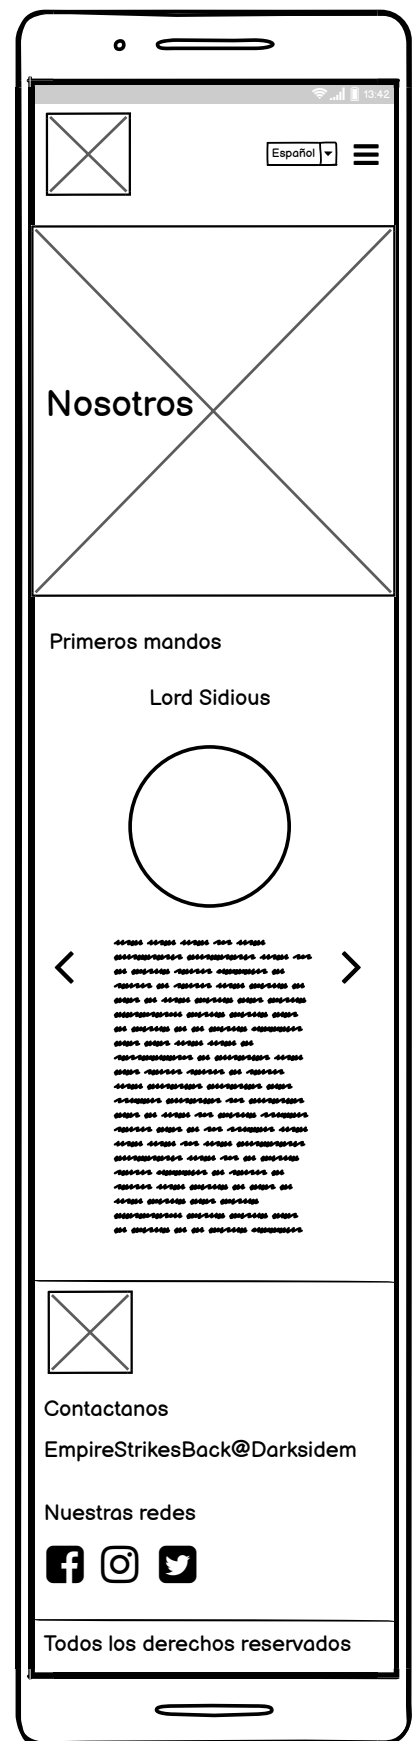 13:42
Español
Nosotros
Primeros mandos
Lord Sidious
Contactanos
EmpireStrikesBack@Darksidem
Nuestras redes
Todos los derechos reservados